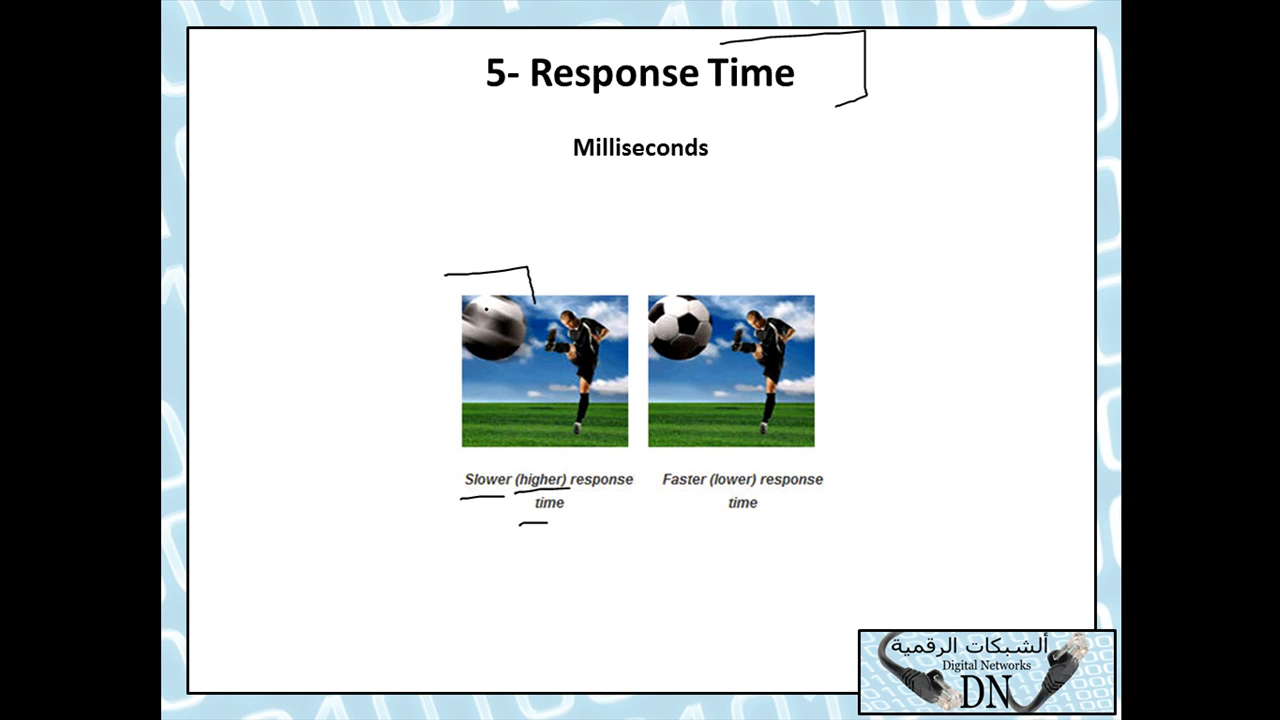 5- Response Time
Milliseconds
Slower (higher) response
time
Faster (lower) response
time
ألشبكات الرقمية
Digital Networks
DN